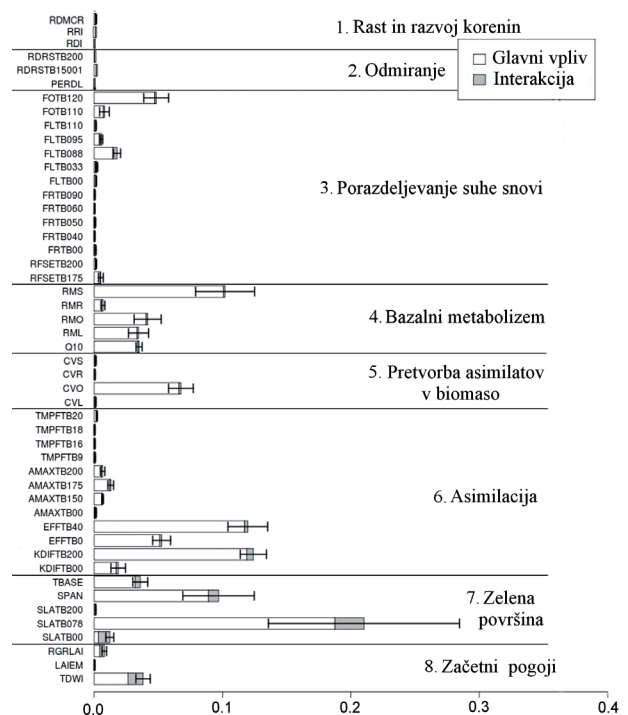 RDMCR
RRI
RDI
1. Rast in razvoj korenin
Glavni vpliv
Interakcija
RDRSTB200
RDRSTB15001
PERDL
2. Odmiranje
FOTB120
FOTB110
FLTB110
FLTB095
FLTB088
FLTB033
FLTB00
FRTB090
FRTB060
FRTB050
FRTB040
FRTB00
RFSETB200
RFSETB175
3. Porazdeljevanje suhe snovi
RMS
RMR
RMO
RML
Q10
4. Bazalni metabolizem
CVS
CVR
CVO
CVL
5. Pretvorba asimilatov
v biomaso
TMPFTB20
TMPFTB18
TMPFTB16
TMPFTB9
AMAXTB200
AMAXTB175
AMAXTB150
AMAXTB00
EFFTB40
EFFTB0
KDIFTB200
KDIFTB00
6. Asimilacija
TBASE
SPAN
SLATB200
SLATB078
SLATB00
7. Zelena
površina
RGRLAI
LAIEM
TDWI
8. Začetni pogoji
0.0 0.1 0.2 0.3 0.4